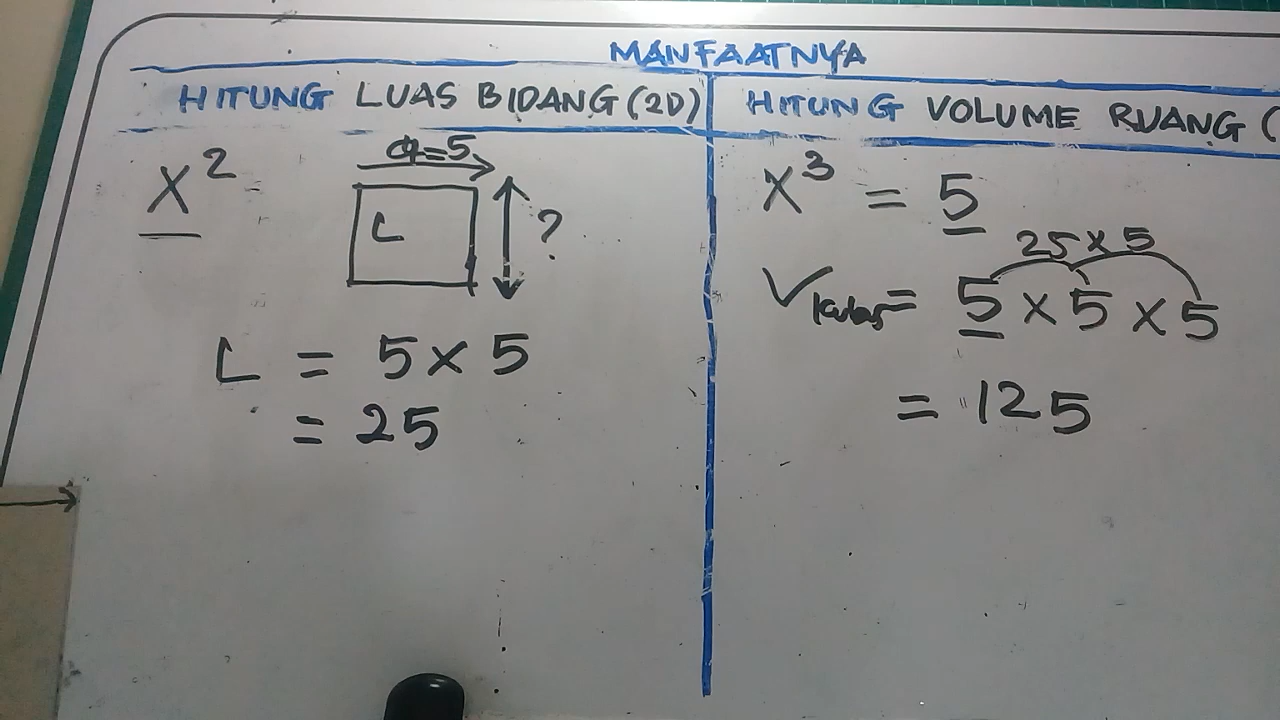 MANFAATNYA
HITUNG LUAS BIDANG (2D)
X² =
a=5
L
?
L = 5 × 5
= 25
HITUNG VOLUME RUANG (
X³ = 5
25 × 5
V kubus = 5 × 5 × 5
= 125